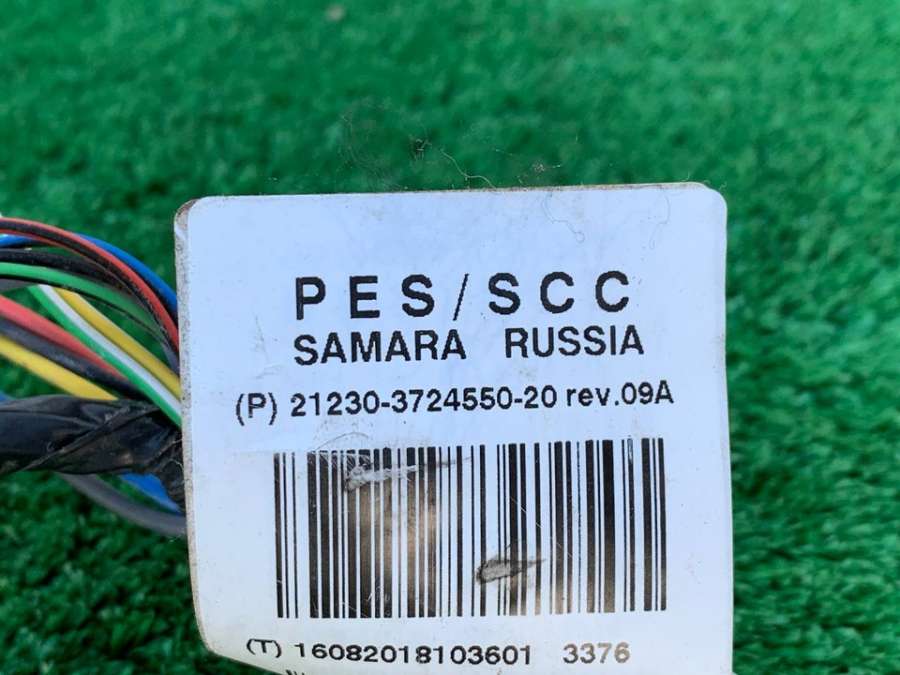 PES/SCC
SAMARA RUSSIA
(P) 21230-3724550-20 rev.09A
(T) 16082018103601 3376